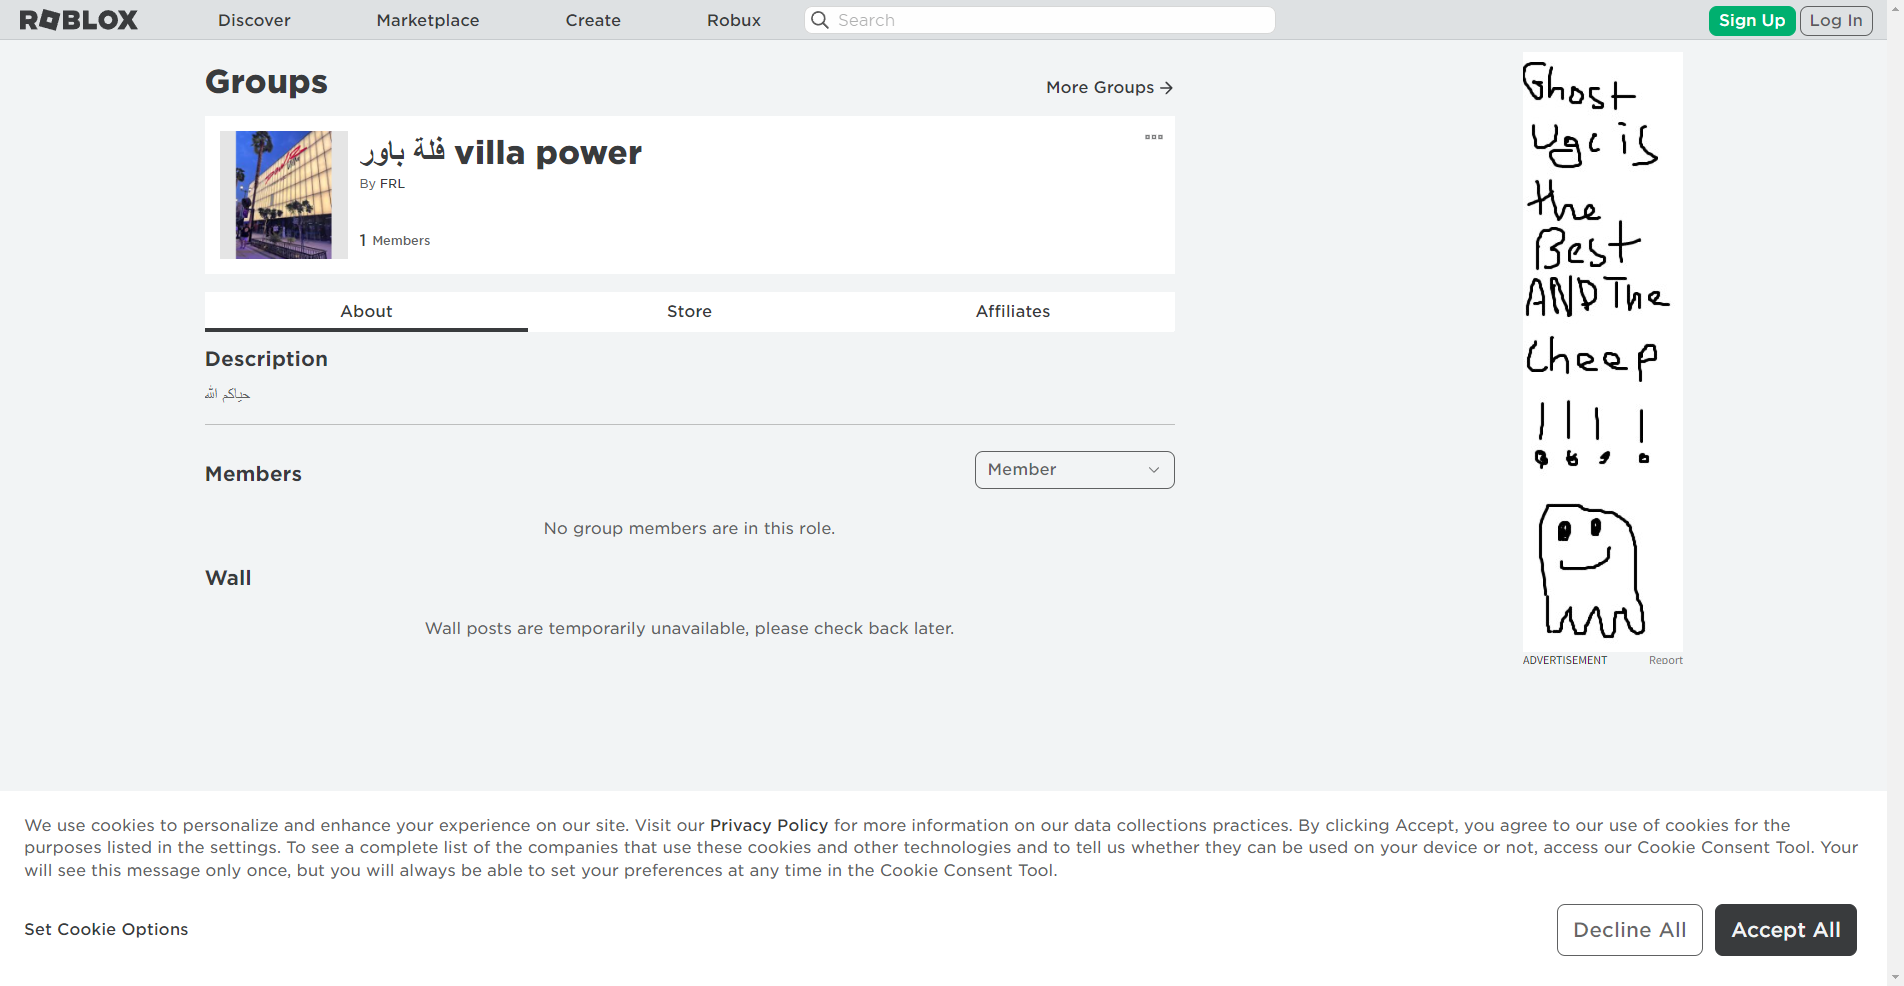 ROBLOX
Discover
Marketplace
Create
Robux
Search
Sign Up
Log In
Groups
More Groups
فلة باور villa power
By FRL
1 Members
About
Store
Affiliates
Description
حياكم الله
Members
Member
No group members are in this role.
Wall
Wall posts are temporarily unavailable, please check back later.
Ghost
Ugc is
the
Best
AND The
Cheep
!!!!
ADVERTISEMENT
Report
We use cookies to personalize and enhance your experience on our site. Visit our Privacy Policy for more information on our data collections practices. By clicking Accept, you agree to our use of cookies for the
purposes listed in the settings. To see a complete list of the companies that use these cookies and other technologies and to tell us whether they can be used on your device or not, access our Cookie Consent Tool. Your
will see this message only once, but you will always be able to set your preferences at any time in the Cookie Consent Tool.
Set Cookie Options
Decline All
Accept All